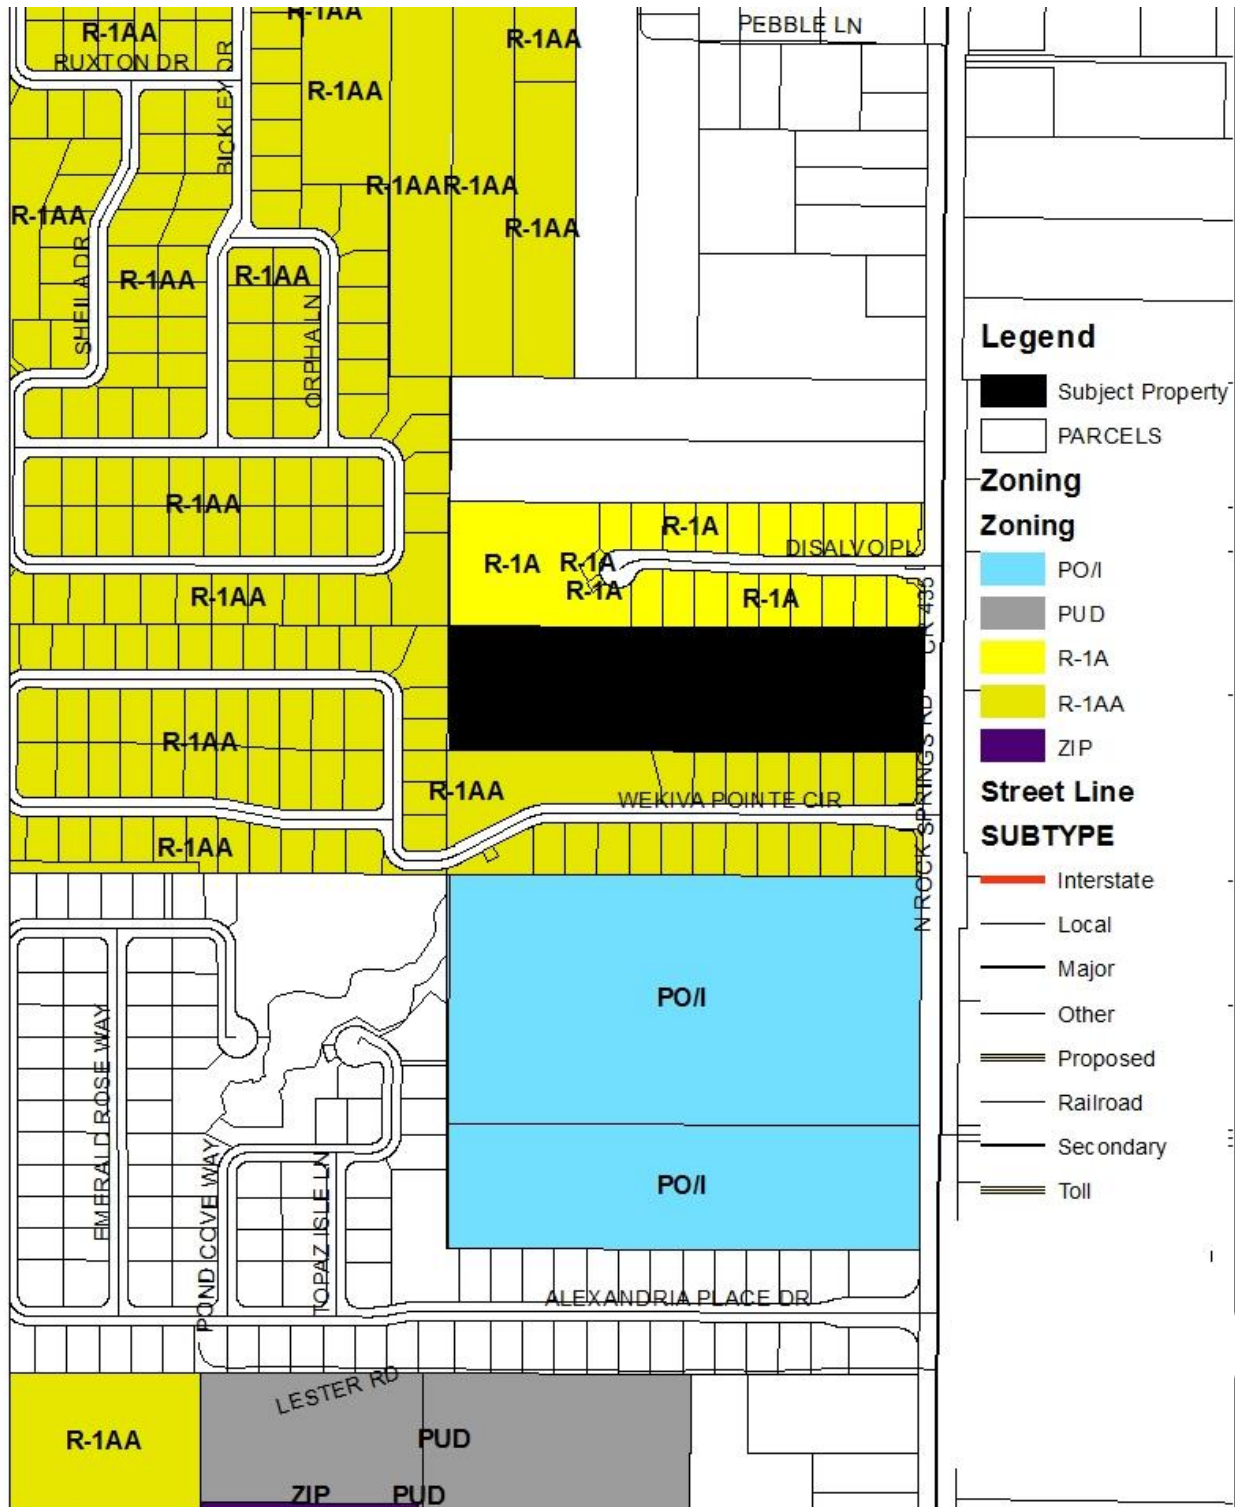 R-1AA
PEBBLE LN
R-1AA
R-1AA
RUXTON DR
BICKLEY DR
R-1AA
R-1AA
R-1AA
R-1AA
R-1AA
SHEILA DR
R-1AA
R-1AA
ORPHA LN
R-1AA
R-1A
DISALVO PL
R-1A
R-1A
R-1A
R-1A
R-1AA
CR 435
N ROCK SPRINGS RD
R-1AA
R-1AA
WEKIVA POINTE CIR
R-1AA
PO/I
EMERALD ROSE WAY
POND COVE WAY
TOPAZ ISLE LN
PO/I
ALEXANDRIA PLACE DR
LESTER RD
R-1AA
PUD
ZIP
PUD
Legend
Subject Property
PARCELS
Zoning
Zoning
PO/I
PUD
R-1A
R-1AA
ZIP
Street Line
SUBTYPE
Interstate
Local
Major
Other
Proposed
Railroad
Secondary
Toll